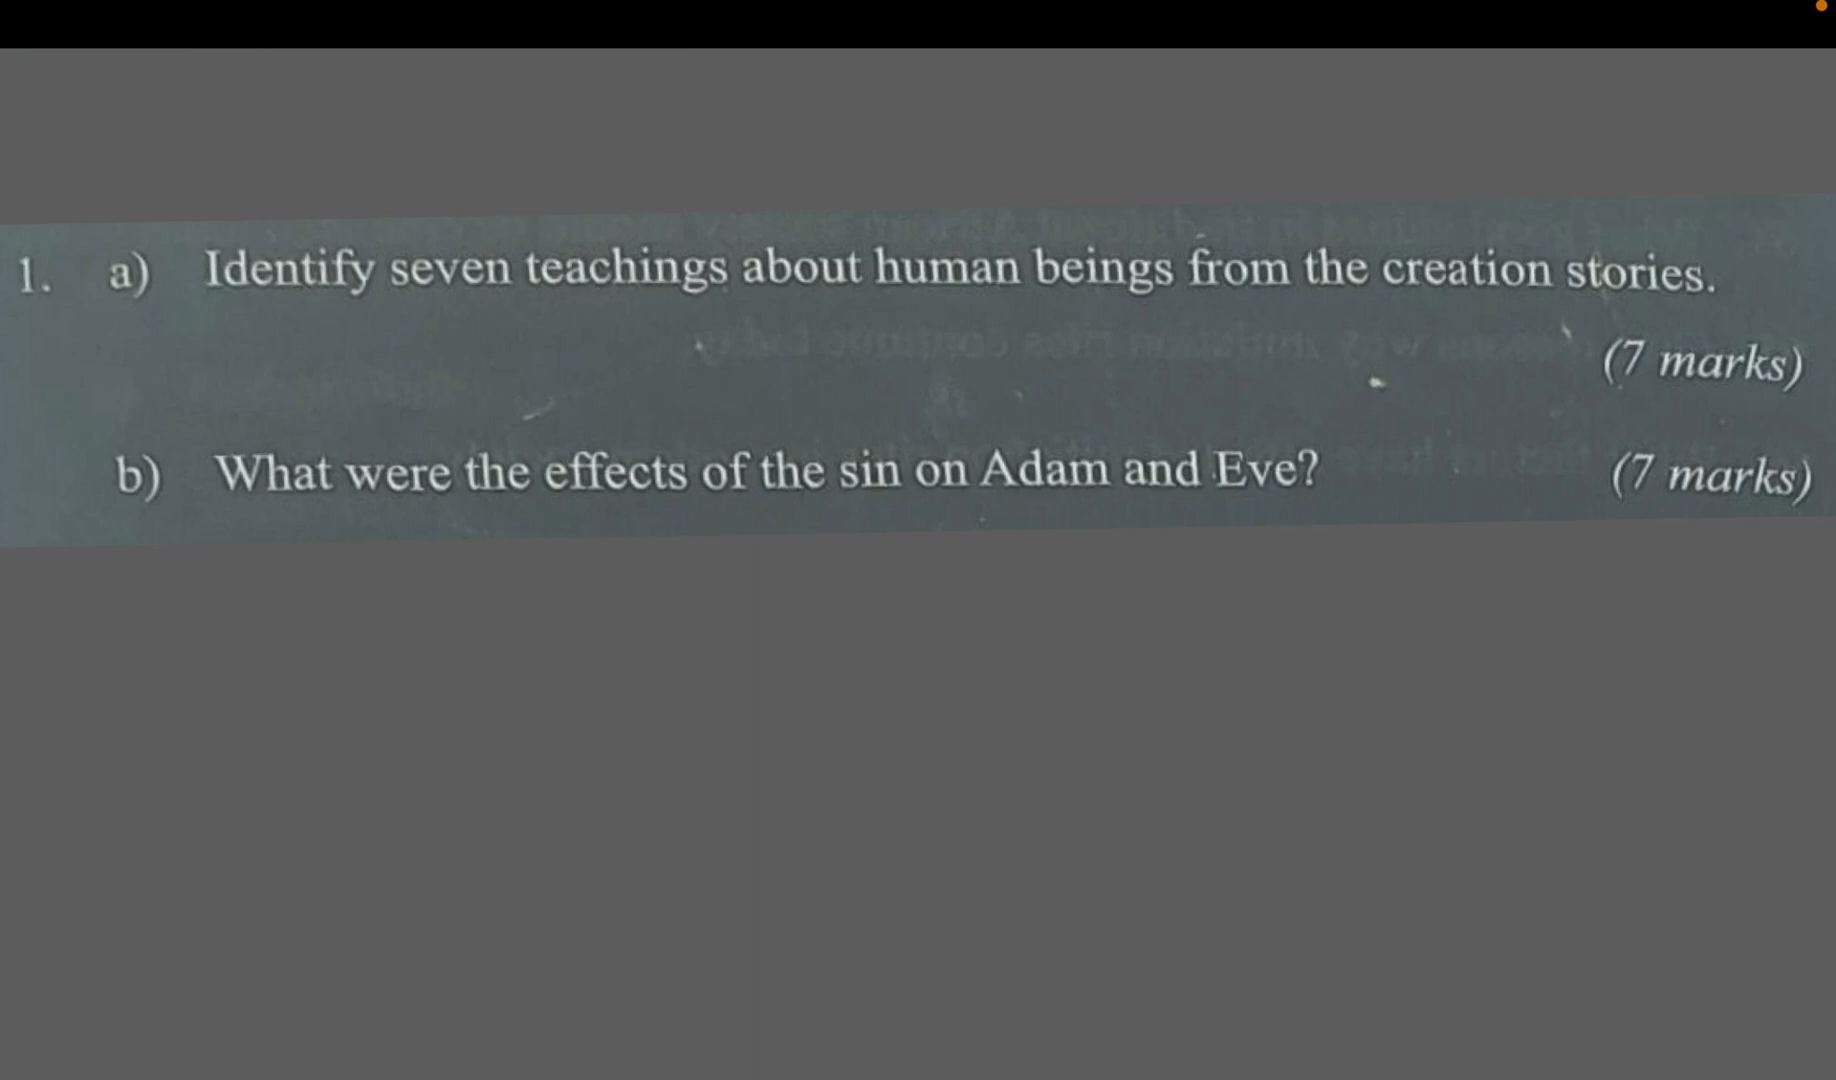 1. a) Identify seven teachings about human beings from the creation stories.
(7 marks)
b) What were the effects of the sin on Adam and Eve? (7 marks)